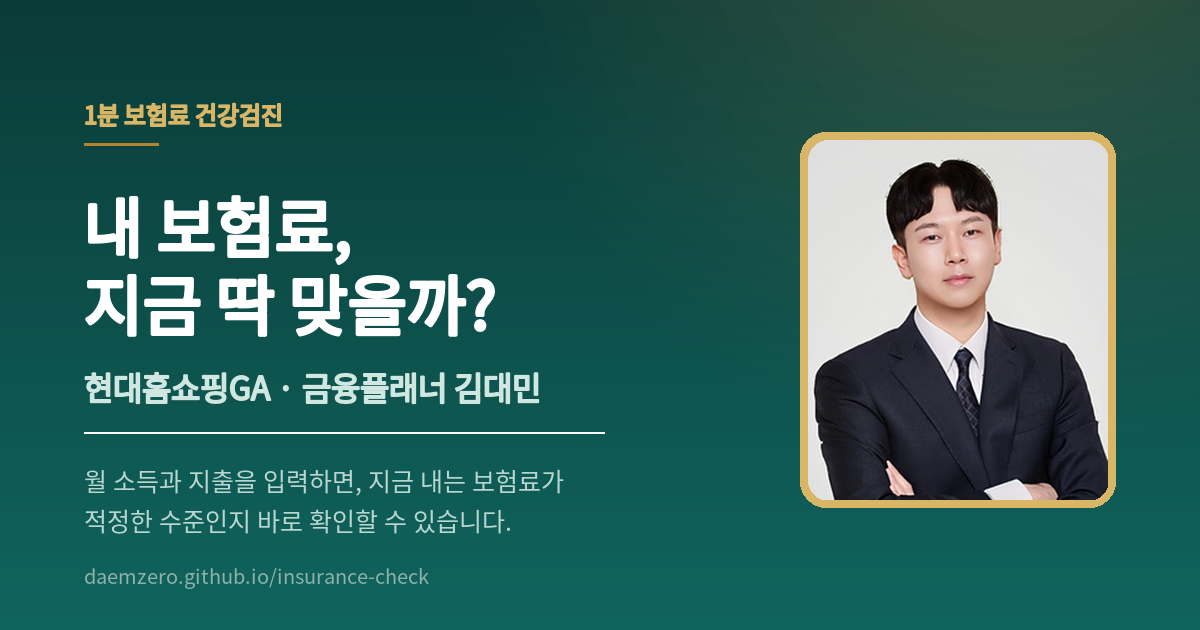 1분 보험료 건강검진
내 보험료,
지금 딱 맞을까?
현대홈쇼핑GA · 금융플래너 김대민
월 소득과 지출을 입력하면, 지금 내는 보험료가
적정한 수준인지 바로 확인할 수 있습니다.
daemzero.github.io/insurance-check